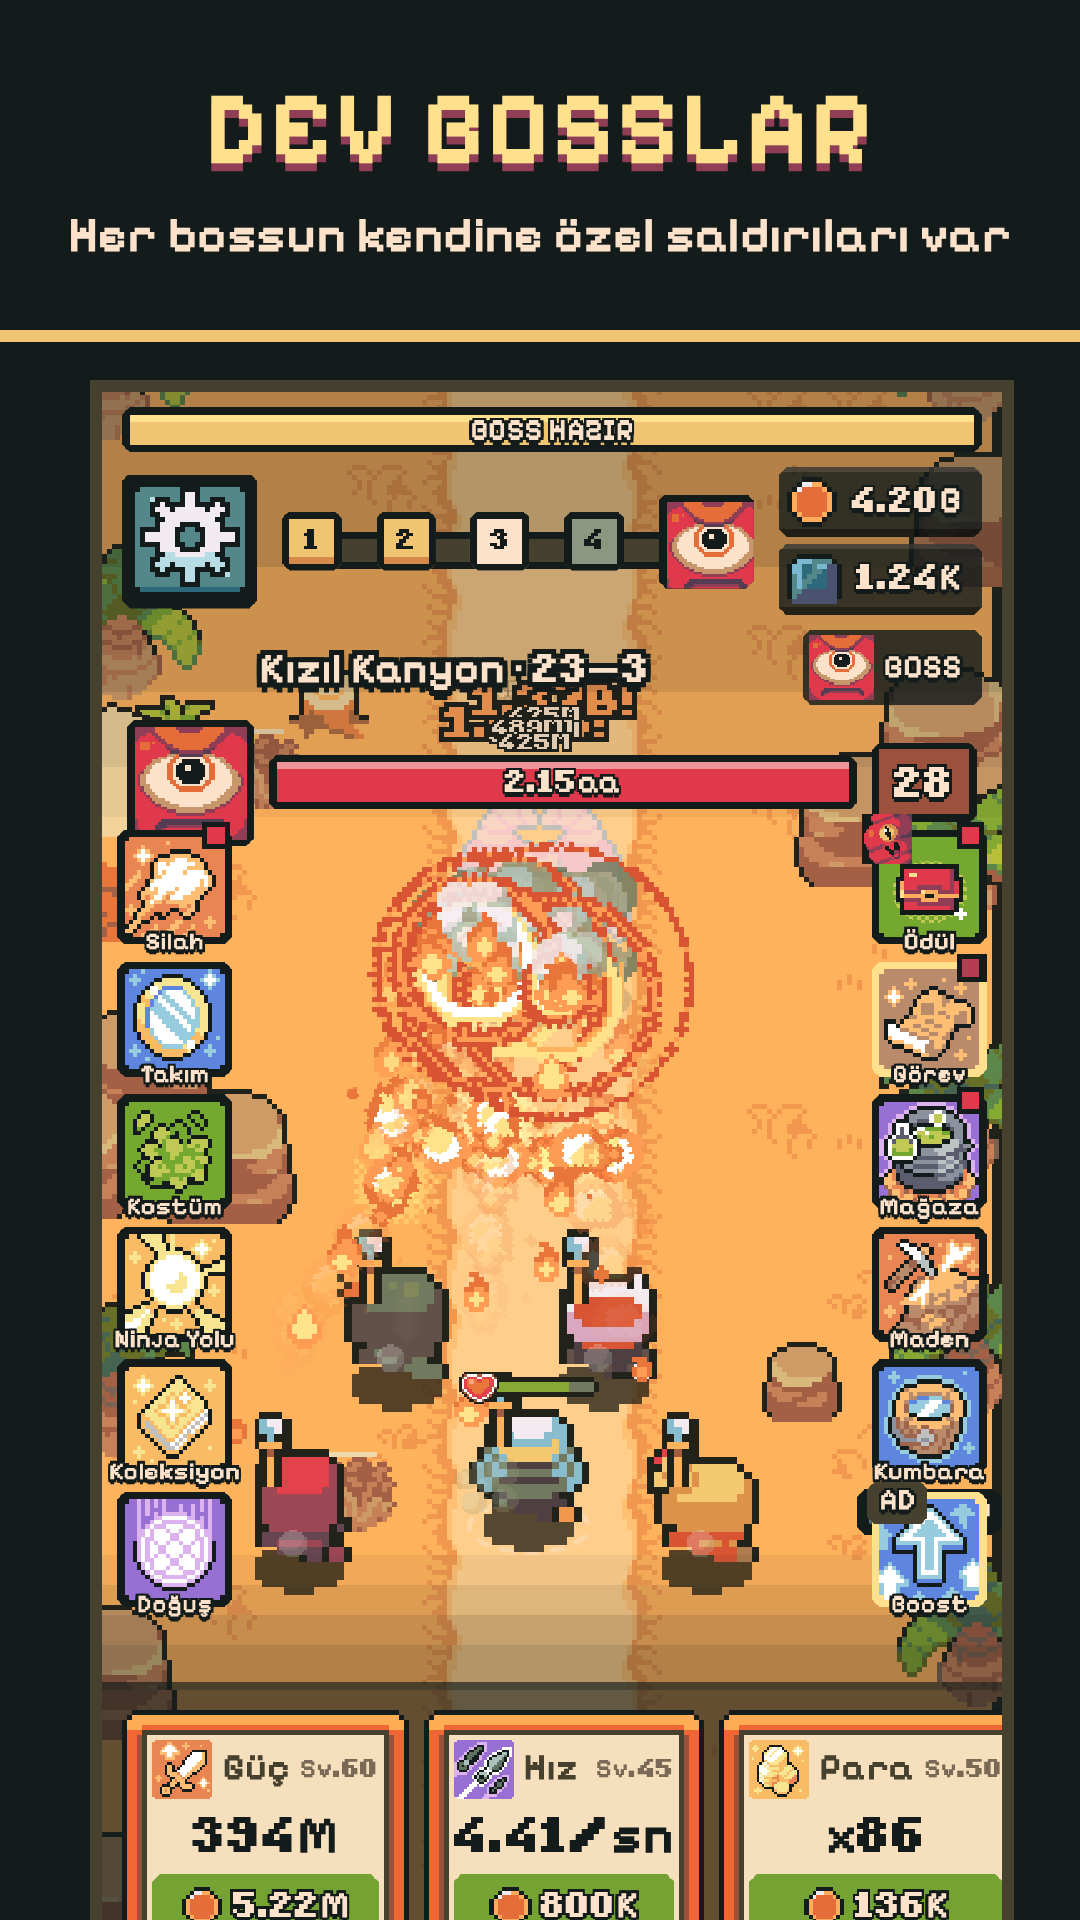 DEV BOSSLAR
Her bossun kendine özel saldırıları var
BOSS HAZIR
1 2 3 4
4.20B
1.24K
BOSS
Kızıl Kanyon · 23–3
425M
489M
425M
2.15aa
28
Silah
Ödül
Takım
Görev
Kostüm
Mağaza
Ninja Yolu
Maden
Koleksiyon
Kumbara
AD
Doğuş
Boost
Güç Sv.60
394M
5.22M
Hız Sv.45
4.41/sn
800K
Para Sv.50
x86
136K